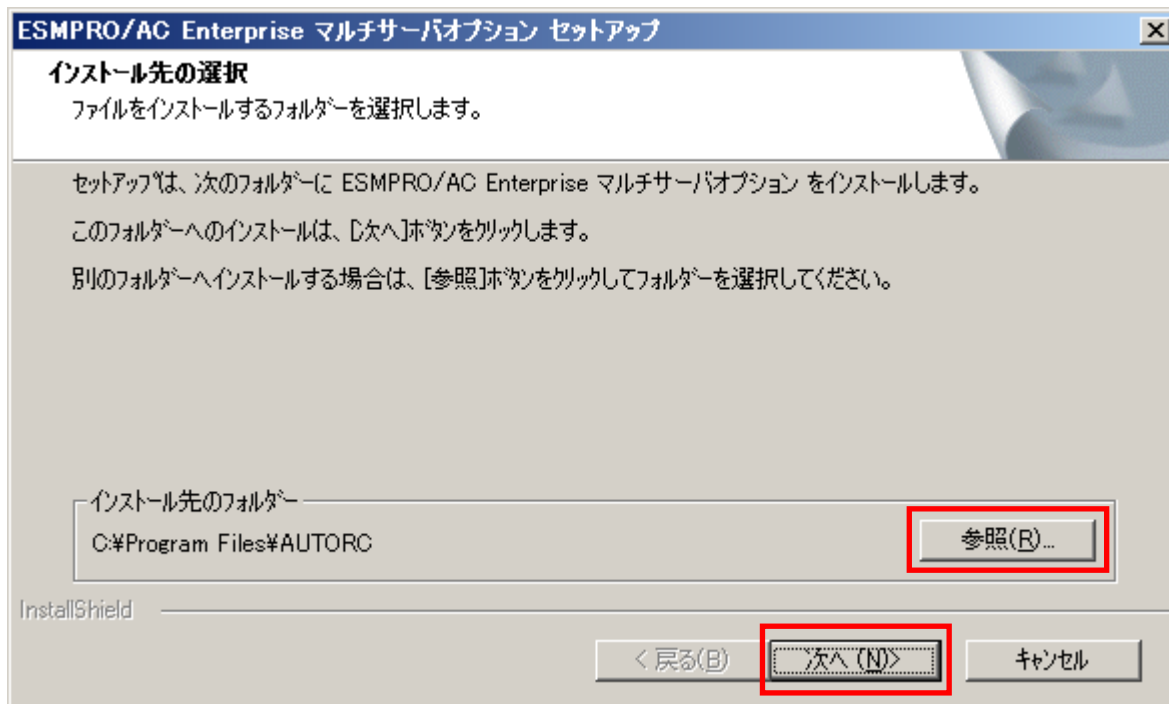 ESMPRO/AC Enterprise マルチサーバオプション セットアップ
インストール先の選択
ファイルをインストールするフォルダーを選択します。
セットアップは、次のフォルダーに ESMPRO/AC Enterprise マルチサーバオプション をインストールします。
このフォルダーへのインストールは、[次へ]ボタンをクリックします。
別のフォルダーへインストールする場合は、[参照]ボタンをクリックしてフォルダーを選択してください。
インストール先のフォルダー
C:¥Program Files¥AUTORC
参照(R)...
InstallShield
< 戻る(B)
次へ (N)>
キャンセル